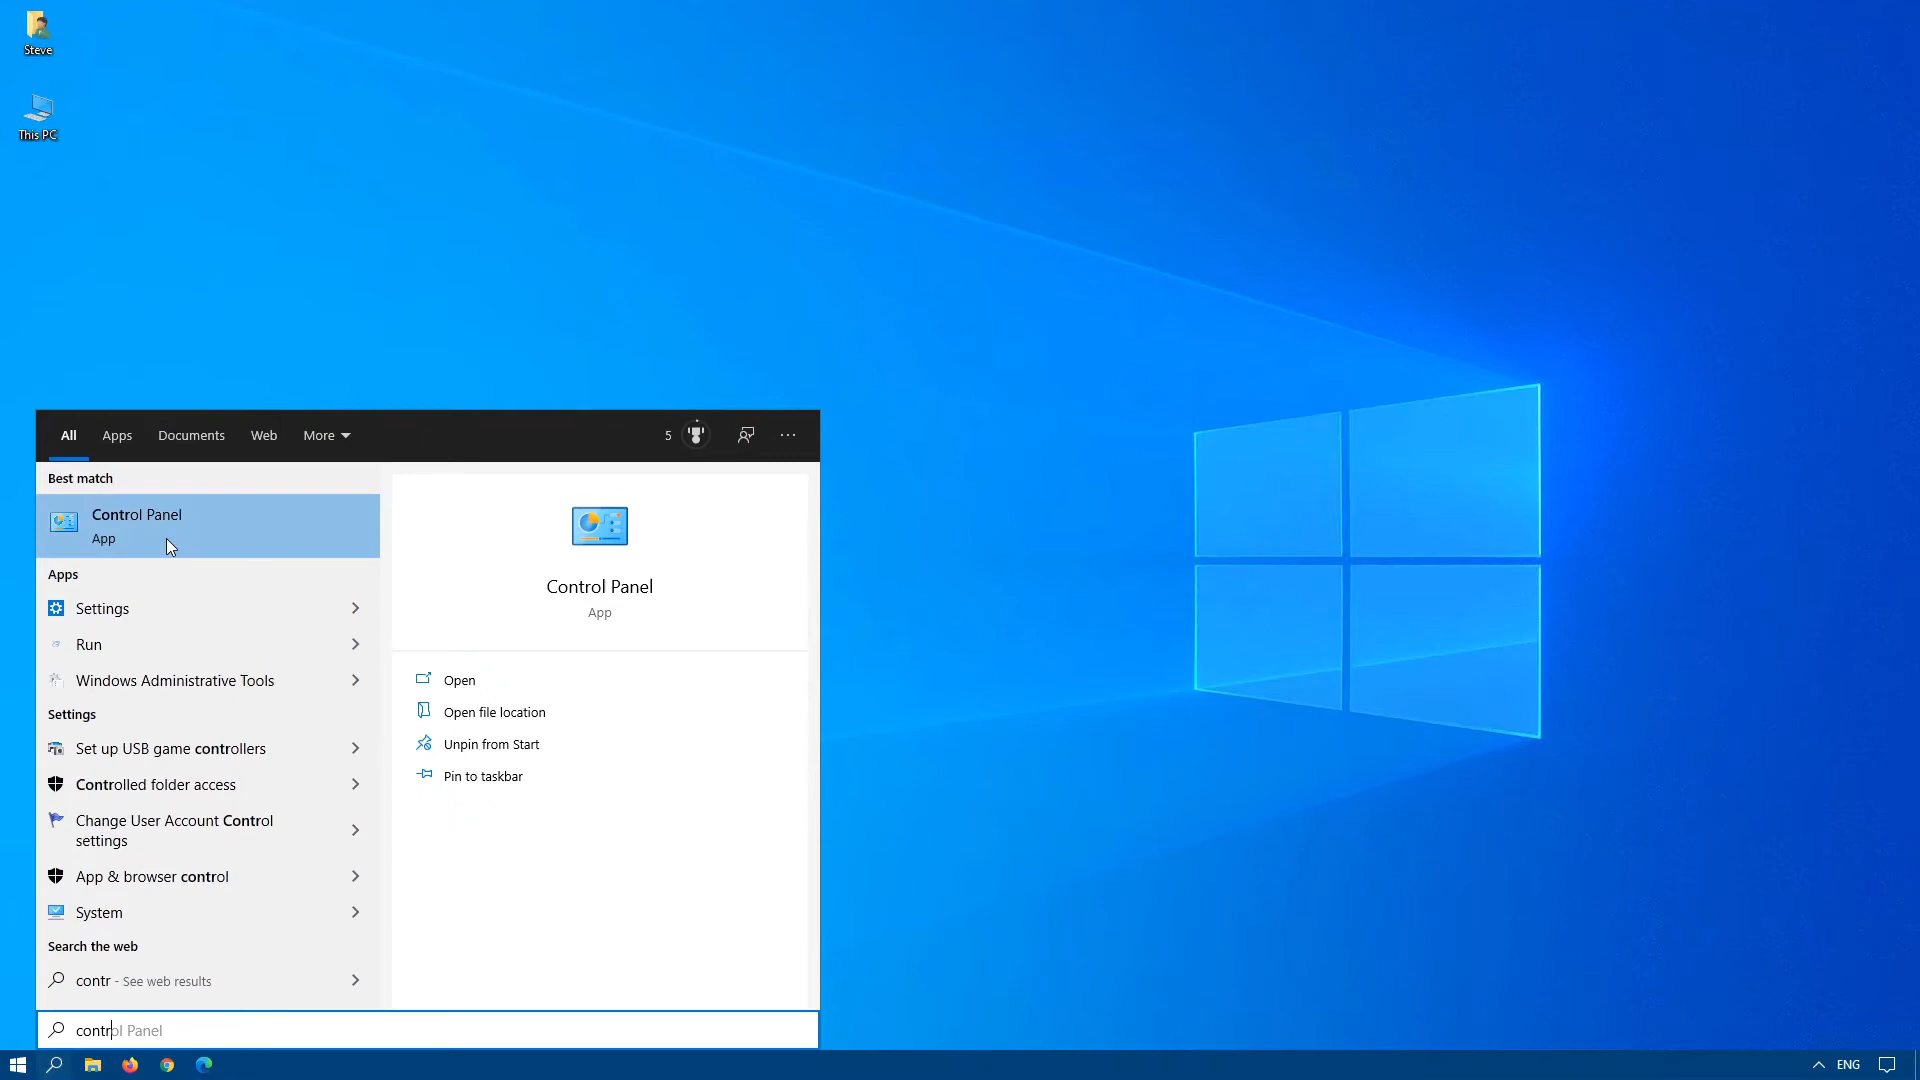 Steve
This PC
All Apps Documents Web More 5 ···
Best match
Control Panel
App
Apps
Settings
Run
Windows Administrative Tools
Settings
Set up USB game controllers
Controlled folder access
Change User Account Control
settings
App & browser control
System
Search the web
contr - See web results
Control Panel
App
Open
Open file location
Unpin from Start
Pin to taskbar
control Panel
ENG